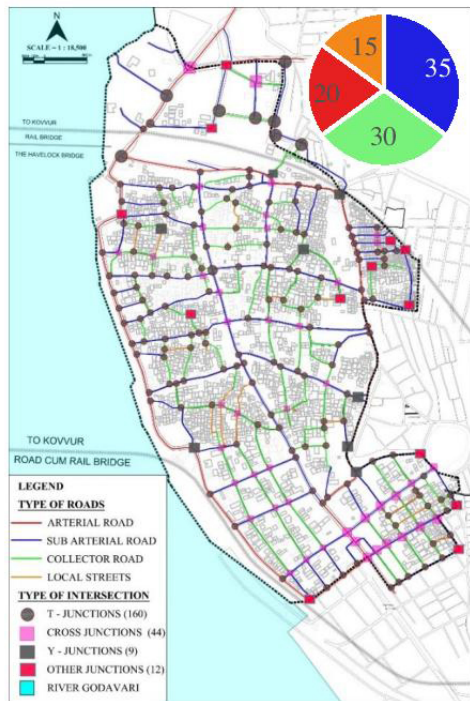 N
SCALE ~ 1 : 18,500
15
35
20
30
TO KOVVUR
RAIL BRIDGE
THE HAVELOCK BRIDGE
TO KOVVUR
ROAD CUM RAIL BRIDGE
LEGEND
TYPE OF ROADS
ARTERIAL ROAD
SUB ARTERIAL ROAD
COLLECTOR ROAD
LOCAL STREETS
TYPE OF INTERSECTION
T - JUNCTIONS (160)
CROSS JUNCTIONS (44)
Y - JUNCTIONS (9)
OTHER JUNCTIONS (12)
RIVER GODAVARI